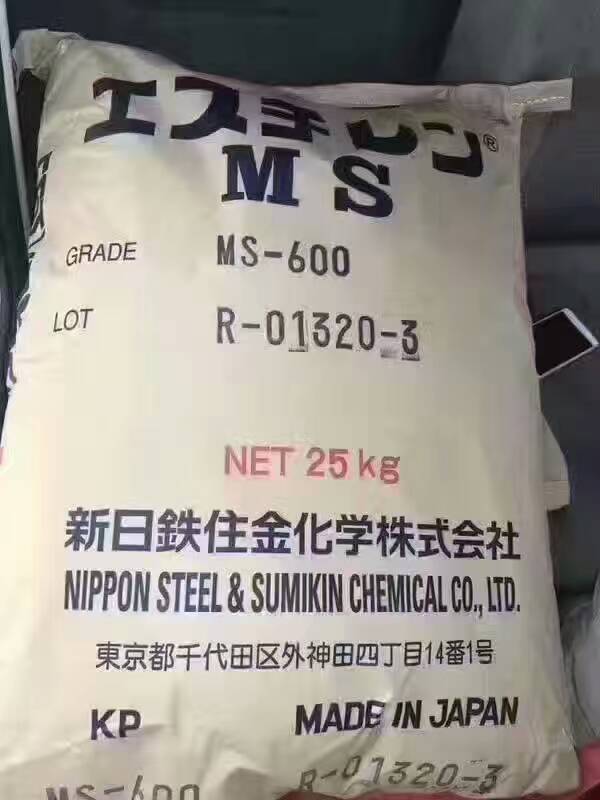 エスチレン®
MS
GRADE MS-600
LOT R-01320-3
NET 25 kg
新日鉄住金化学株式会社
NIPPON STEEL & SUMIKIN CHEMICAL CO., LTD.
東京都千代田区外神田四丁目14番1号
KP MADE IN JAPAN
MS-600 R-01320-3